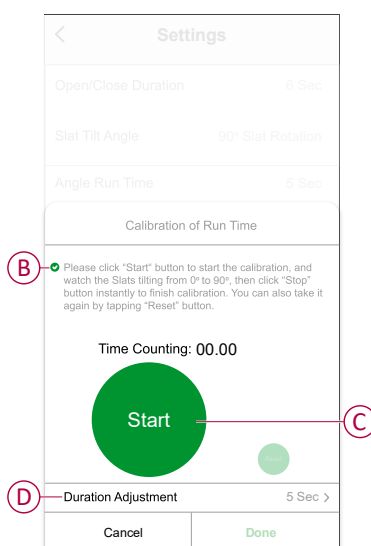 Settings
Open/Close Duration 6 Sec
Slat Tilt Angle 90° Slat Rotation
Angle Run Time 5 Sec
Calibration of Run Time
B
Please click “Start“ button to start the calibration, and
watch the Slats tilting from 0º to 90º, then click “Stop”
button instantly to finish calibration. You can also take it
again by tapping “Reset” button.
Time Counting: 00.00
Start
C
D
Duration Adjustment 5 Sec
Cancel Done